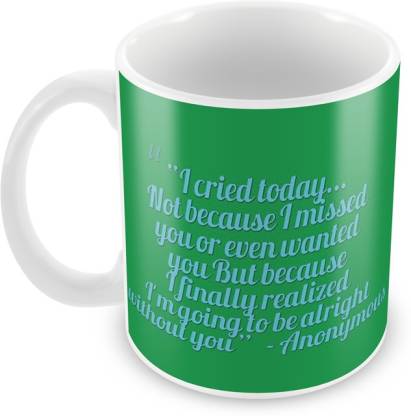 " "I cried today...
Not because I missed
you or even wanted
you But because
I finally realized
I'm going to be alright
without you" - Anonymous